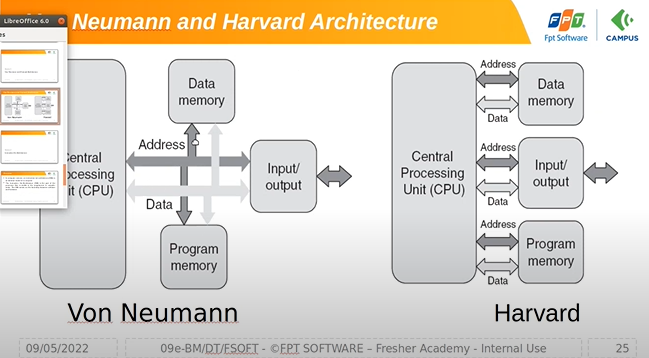 LibreOffice 6.0
Neumann and Harvard Architecture
FPT
Fpt Software
CAMPUS
Central
Processing
Unit (CPU)
Data
memory
Address
Input/
output
Data
Program
memory
Von Neumann
Central
Processing
Unit (CPU)
Address
Data
memory
Data
Address
Input/
output
Data
Address
Program
memory
Data
Harvard
09/05/2022
09e-BM/DT/FSOFT - ©FPT SOFTWARE – Fresher Academy - Internal Use
25